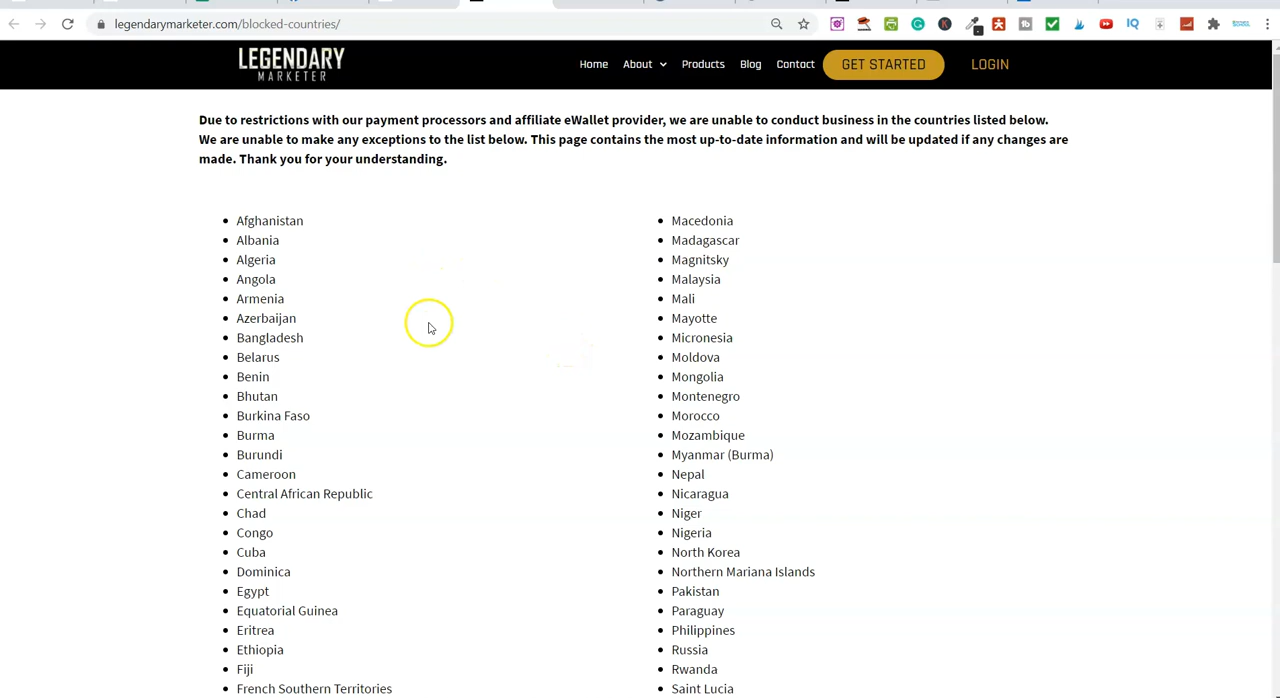 legendarymarketer.com/blocked-countries/
LEGENDARY
MARKETER
Home About Products Blog Contact GET STARTED LOGIN
Due to restrictions with our payment processors and affiliate eWallet provider, we are unable to conduct business in the countries listed below.
We are unable to make any exceptions to the list below. This page contains the most up-to-date information and will be updated if any changes are
made. Thank you for your understanding.
Afghanistan
Albania
Algeria
Angola
Armenia
Azerbaijan
Bangladesh
Belarus
Benin
Bhutan
Burkina Faso
Burma
Burundi
Cameroon
Central African Republic
Chad
Congo
Cuba
Dominica
Egypt
Equatorial Guinea
Eritrea
Ethiopia
Fiji
French Southern Territories
Macedonia
Madagascar
Magnitsky
Malaysia
Mali
Mayotte
Micronesia
Moldova
Mongolia
Montenegro
Morocco
Mozambique
Myanmar (Burma)
Nepal
Nicaragua
Niger
Nigeria
North Korea
Northern Mariana Islands
Pakistan
Paraguay
Philippines
Russia
Rwanda
Saint Lucia